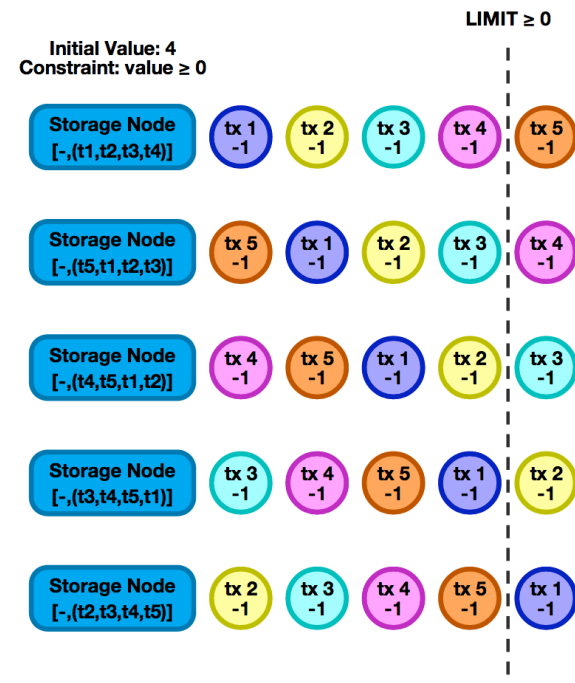 LIMIT ≥ 0
Initial Value: 4
Constraint: value ≥ 0
Storage Node
[-,(t1,t2,t3,t4)]
tx 1
-1
tx 2
-1
tx 3
-1
tx 4
-1
tx 5
-1
Storage Node
[-,(t5,t1,t2,t3)]
tx 5
-1
tx 1
-1
tx 2
-1
tx 3
-1
tx 4
-1
Storage Node
[-,(t4,t5,t1,t2)]
tx 4
-1
tx 5
-1
tx 1
-1
tx 2
-1
tx 3
-1
Storage Node
[-,(t3,t4,t5,t1)]
tx 3
-1
tx 4
-1
tx 5
-1
tx 1
-1
tx 2
-1
Storage Node
[-,(t2,t3,t4,t5)]
tx 2
-1
tx 3
-1
tx 4
-1
tx 5
-1
tx 1
-1